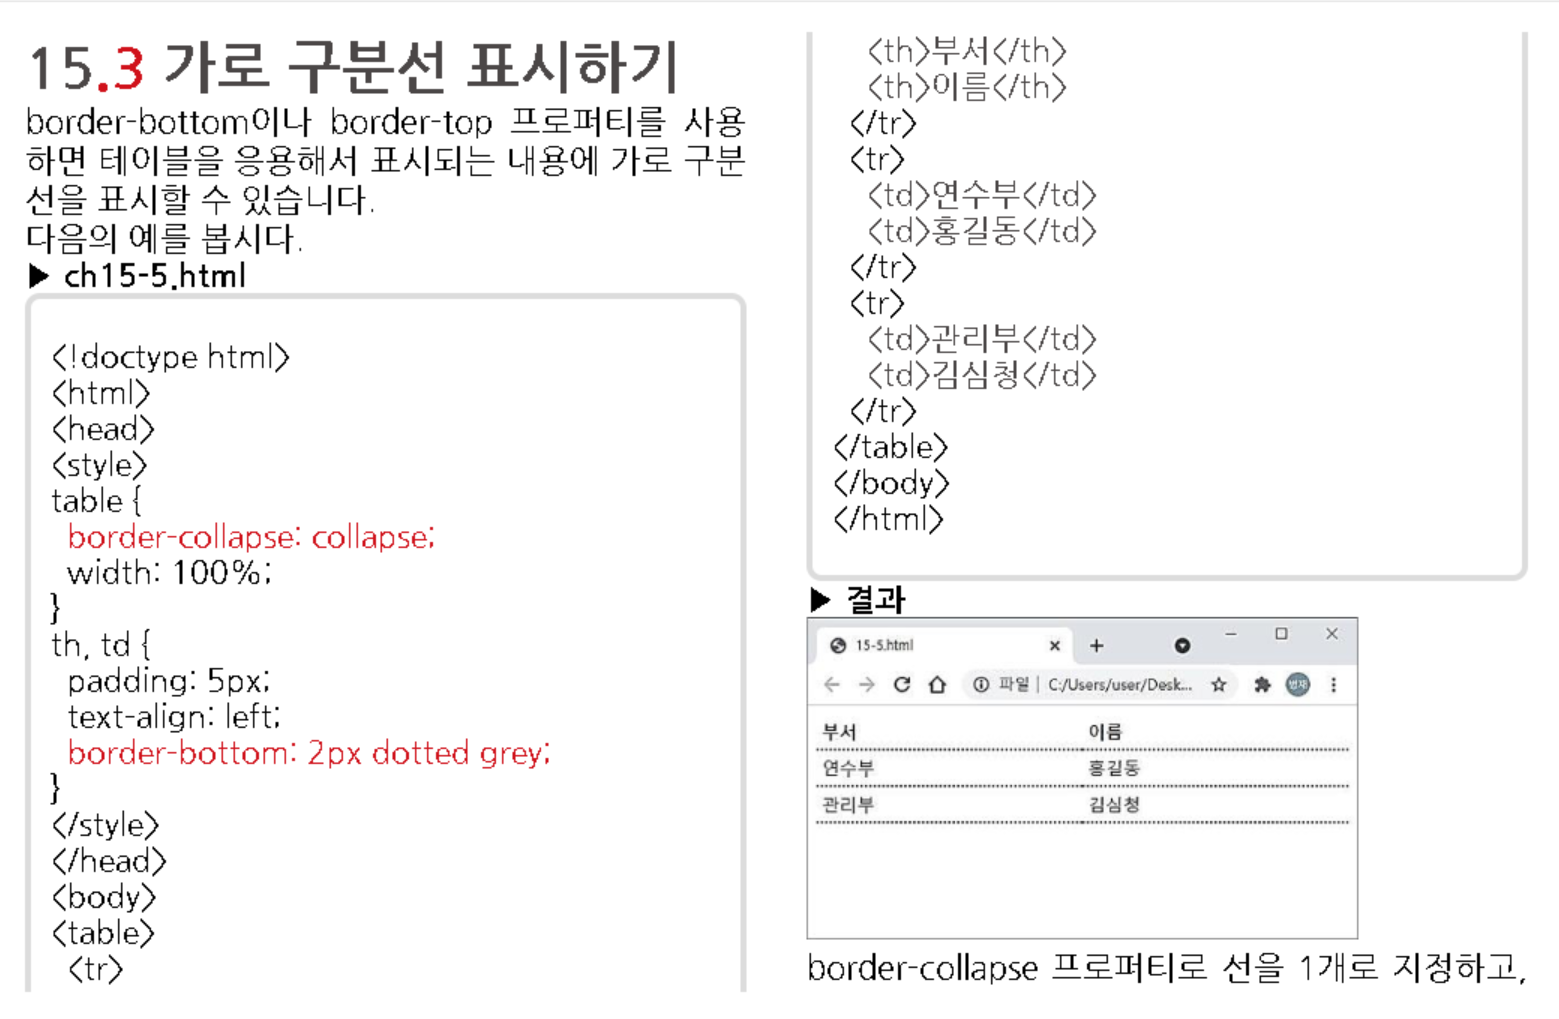 15.3 가로 구분선 표시하기
border-bottom이나 border-top 프로퍼티를 사용
하면 테이블을 응용해서 표시되는 내용에 가로 구분
선을 표시할 수 있습니다.
다음의 예를 봅시다.
▶ ch15-5.html
<!doctype html>
<html>
<head>
<style>
table {
border-collapse: collapse;
width: 100%;
}
th, td {
padding: 5px;
text-align: left;
border-bottom: 2px dotted grey;
}
</style>
</head>
<body>
<table>
<tr>
<th>부서</th>
<th>이름</th>
</tr>
<tr>
<td>연수부</td>
<td>홍길동</td>
</tr>
<tr>
<td>관리부</td>
<td>김심청</td>
</tr>
</table>
</body>
</html>
▶ 결과
15-5.html
파일 | C:/Users/user/Desk...
부서 이름
연수부 홍길동
관리부 김심청
border-collapse 프로퍼티로 선을 1개로 지정하고,